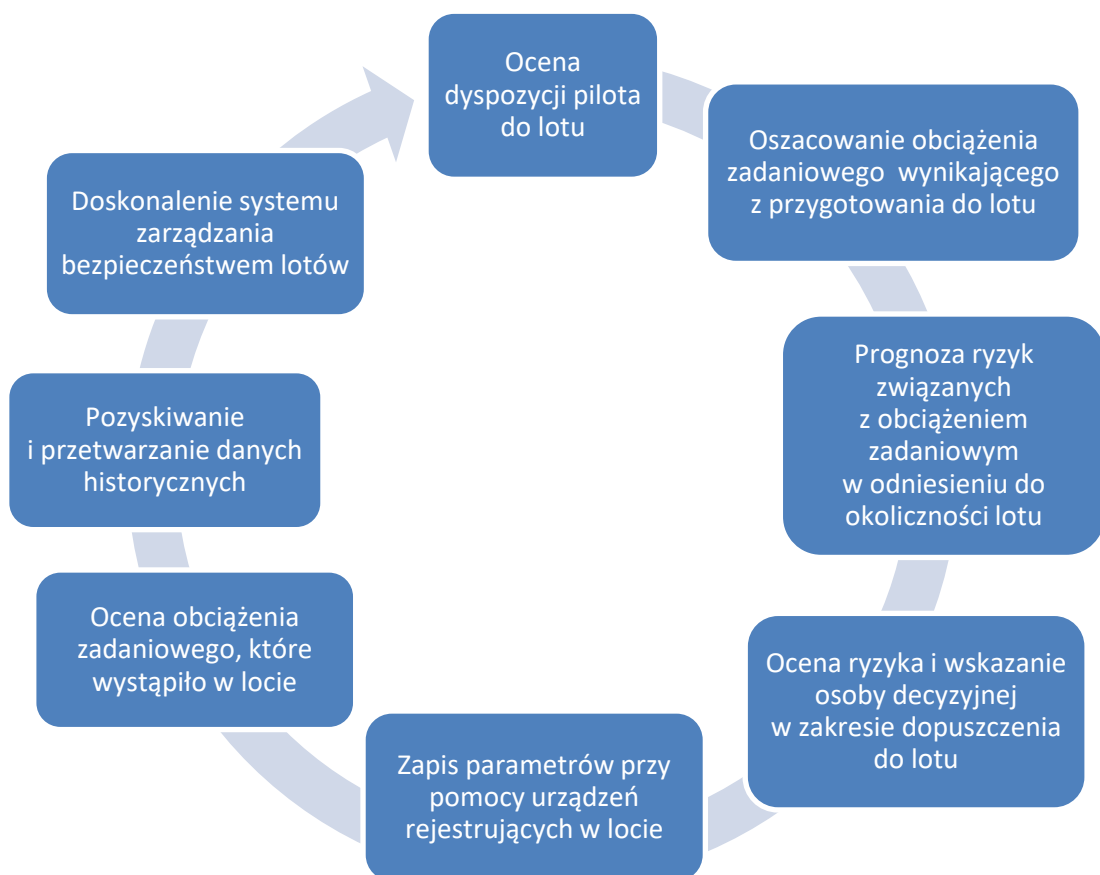 Ocena
dyspozycji pilota
do lotu
Oszacowanie obciążenia
zadaniowego wynikającego
z przygotowania do lotu
Prognoza ryzyk
związanych
z obciążeniem
zadaniowym
w odniesieniu do
okoliczności lotu
Ocena ryzyka i wskazanie
osoby decyzyjnej
w zakresie dopuszczenia
do lotu
Zapis parametrów przy
pomocy urządzeń
rejestrujących w locie
Ocena obciążenia
zadaniowego, które
wystąpiło w locie
Pozyskiwanie
i przetwarzanie danych
historycznych
Doskonalenie systemu
zarządzania
bezpieczeństwem lotów